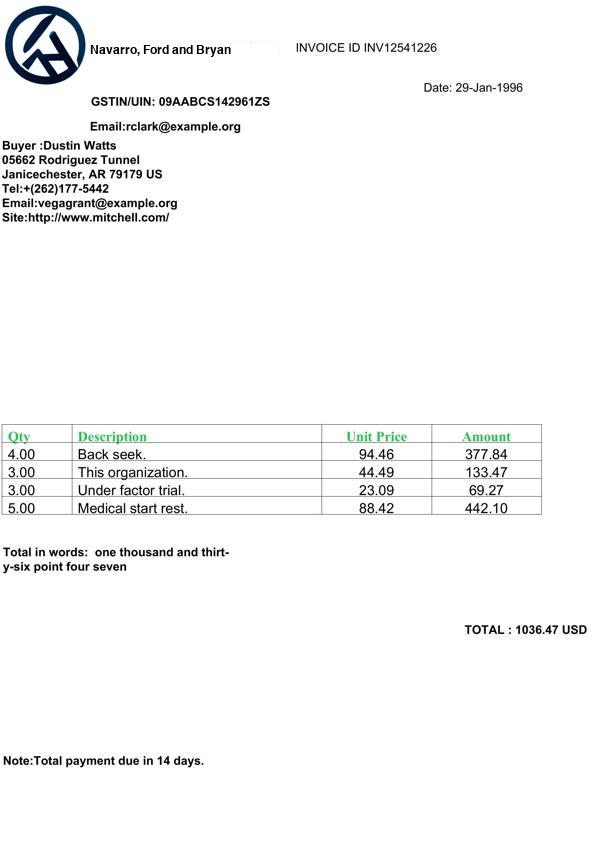 Navarro, Ford and Bryan
INVOICE ID INV12541226
Date: 29-Jan-1996
GSTIN/UIN: 09AABCS142961ZS
Email:rclark@example.org
Buyer :Dustin Watts
05662 Rodriguez Tunnel
Janicechester, AR 79179 US
Tel:+(262)177-5442
Email:vegagrant@example.org
Site:http://www.mitchell.com/
Qty Description Unit Price Amount
4.00 Back seek. 94.46 377.84
3.00 This organization. 44.49 133.47
3.00 Under factor trial. 23.09 69.27
5.00 Medical start rest. 88.42 442.10
Total in words:  one thousand and thirt-
y-six point four seven
TOTAL : 1036.47 USD
Note:Total payment due in 14 days.